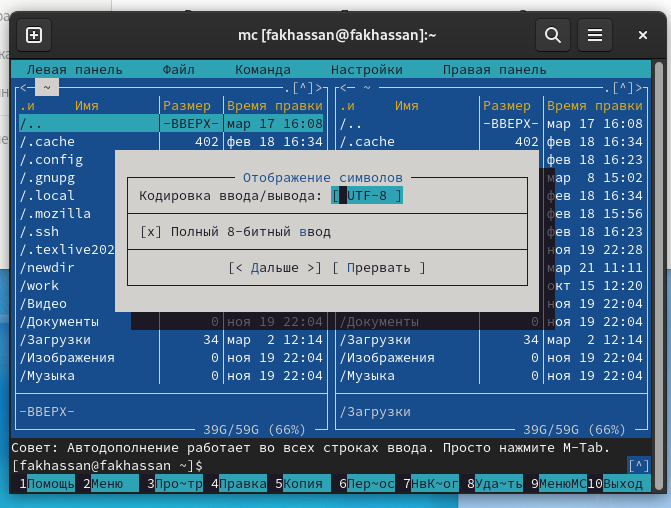 mc [fakhassan@fakhassan]:~
Левая панель Файл Команда Настройки Правая панель
<— ~ .[^]> <— ~ .[^]>
.и Имя Размер Время правки .и Имя Размер Время правки
/.. -ВВЕРХ- мар 17 16:08 /.. -ВВЕРХ- мар 17 16:08
/.cache 402 фев 18 16:34 /.cache 402 фев 18 16:34
/.config фев 18 16:23
/.gnupg мар 8 15:02
/.local фев 18 16:34
/.mozilla фев 18 15:56
/.ssh фев 18 16:23
/.texlive202 ноя 19 22:28
/newdir мар 21 11:11
/work окт 15 12:20
/Видео ноя 19 22:04
/Документы 0 ноя 19 22:04 /Документы 0 ноя 19 22:04
/Загрузки 34 мар 2 12:14 /Загрузки 34 мар 2 12:14
/Изображения 0 ноя 19 22:04 /Изображения 0 ноя 19 22:04
/Музыка 0 ноя 19 22:04 /Музыка 0 ноя 19 22:04
-ВВЕРХ- /Загрузки
39G/59G (66%) 39G/59G (66%)
Отображение символов
Кодировка ввода/вывода: [ UTF-8 ]
[x] Полный 8-битный ввод
[< Дальше >] [ Прервать ]
Совет: Автодополнение работает во всех строках ввода. Просто нажмите M-Tab.
[fakhassan@fakhassan ~]$ [^]
1Помощь 2Меню 3Про~тр 4Правка 5Копия 6Пер~ос 7НвК~ог 8Уда~ть 9МенюMC 10Выход